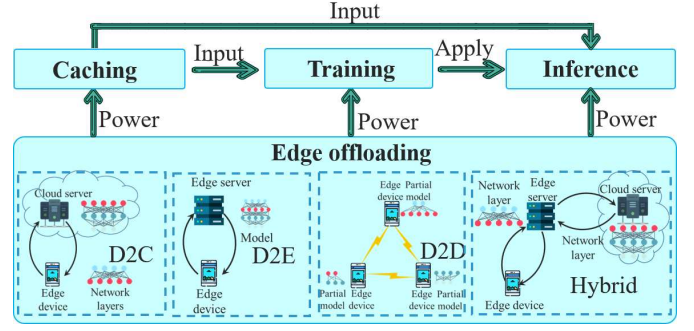 Input
Caching
Input
Training
Apply
Inference
Power
Power
Power
Edge offloading
Cloud server
D2C
Edge
device
Network
layers
Edge server
Model
D2E
Edge
device
Edge Partial
device model
D2D
Partial Edge
model device
Edge Partial
device model
Network
layer
Edge
server
Cloud server
Network
layer
Edge device
Hybrid